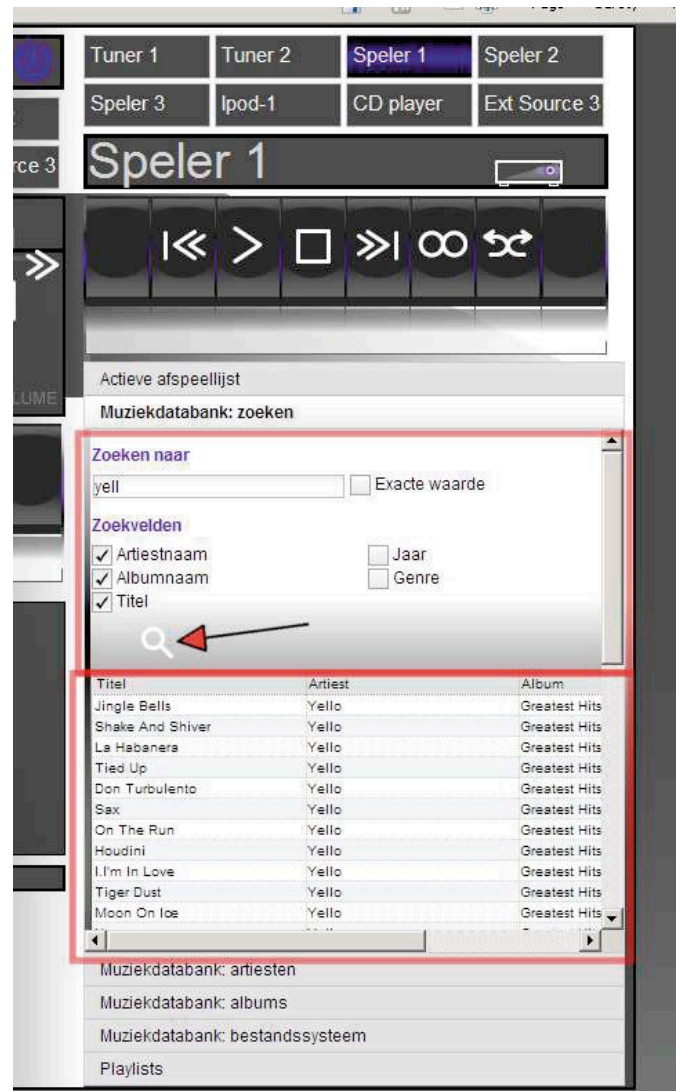 Tuner 1 Tuner 2 Speler 1 Speler 2
Speler 3 Ipod-1 CD player Ext Source 3
rce 3
Speler 1
LUME
Actieve afspeellijst
Muziekdatabank: zoeken
Zoeken naar
yell Exacte waarde
Zoekvelden
Artiestnaam Jaar
Albumnaam Genre
Titel
Titel Artiest Album
Jingle Bells Yello Greatest Hits
Shake And Shiver Yello Greatest Hits
La Habanera Yello Greatest Hits
Tied Up Yello Greatest Hits
Don Turbulento Yello Greatest Hits
Sax Yello Greatest Hits
On The Run Yello Greatest Hits
Houdini Yello Greatest Hits
I.I'm In Love Yello Greatest Hits
Tiger Dust Yello Greatest Hits
Moon On Ice Yello Greatest Hits
Muziekdatabank: artiesten
Muziekdatabank: albums
Muziekdatabank: bestandssysteem
Playlists